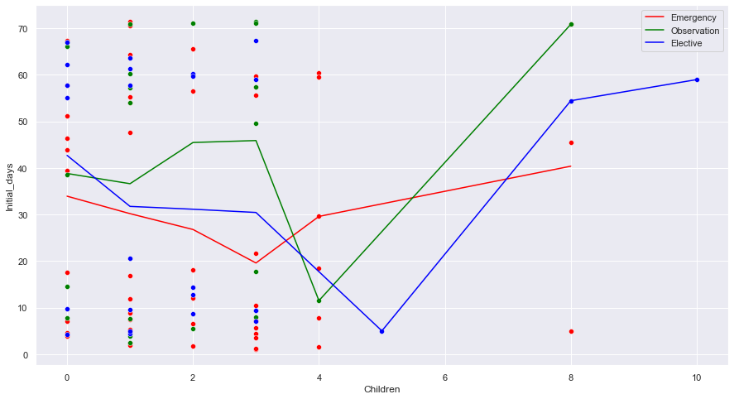 70
60
50
40
30
20
10
0
Initial_days
0 2 4 6 8 10
Children
Emergency
Observation
Elective